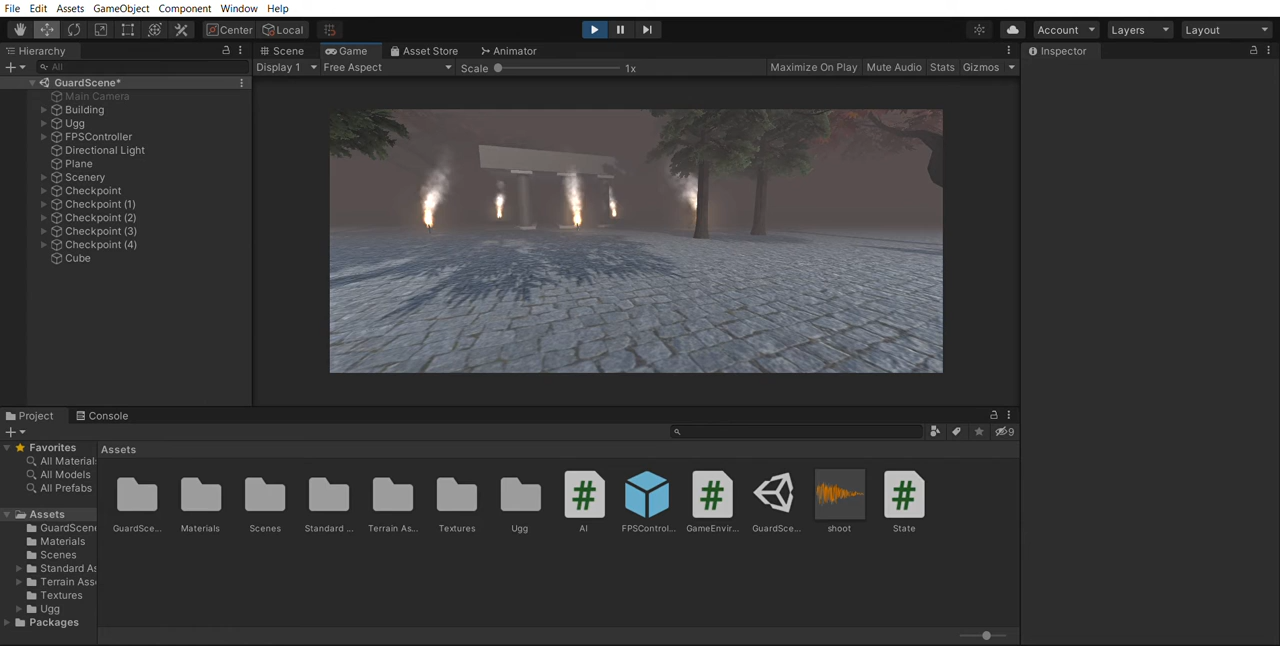 File Edit Assets GameObject Component Window Help
Center Local Account Layers Layout
Hierarchy Scene Game Asset Store Animator Inspector
All Display 1 Free Aspect Scale 1x Maximize On Play Mute Audio Stats Gizmos
GuardScene*
Main Camera
Building
Ugg
FPSController
Directional Light
Plane
Scenery
Checkpoint
Checkpoint (1)
Checkpoint (2)
Checkpoint (3)
Checkpoint (4)
Cube
Project Console
9
Favorites
All Material
All Models
All Prefabs
Assets
GuardScene
Materials
Scenes
Standard As
Terrain Asse
Textures
Ugg
Packages
Assets
GuardSce... Materials Scenes Standard ... Terrain As... Textures Ugg AI FPSControl... GameEnvir... GuardSce... shoot State